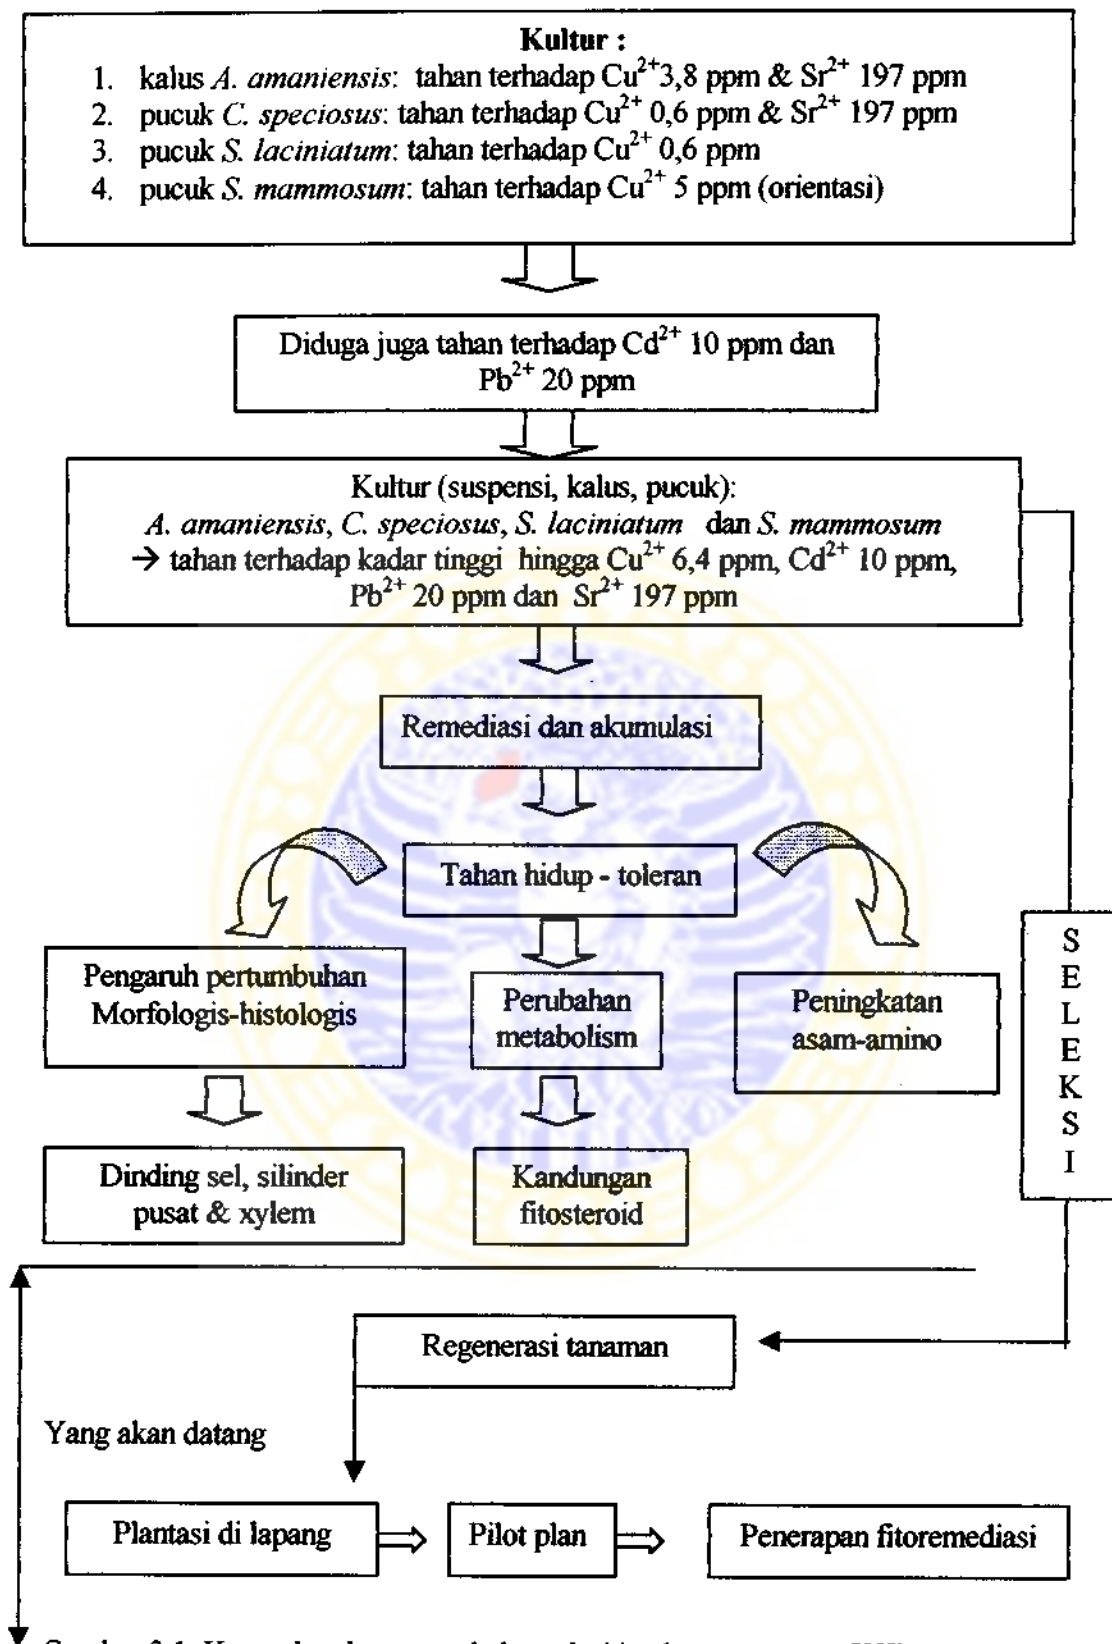 Kultur :
1. kalus A. amaniensis: tahan terhadap Cu²⁺3,8 ppm & Sr²⁺ 197 ppm
2. pucuk C. speciosus: tahan terhadap Cu²⁺ 0,6 ppm & Sr²⁺ 197 ppm
3. pucuk S. laciniatum: tahan terhadap Cu²⁺ 0,6 ppm
4. pucuk S. mammosum: tahan terhadap Cu²⁺ 5 ppm (orientasi)
Diduga juga tahan terhadap Cd²⁺ 10 ppm dan
Pb²⁺ 20 ppm
Kultur (suspensi, kalus, pucuk):
A. amaniensis, C. speciosus, S. laciniatum dan S. mammosum
→ tahan terhadap kadar tinggi hingga Cu²⁺ 6,4 ppm, Cd²⁺ 10 ppm,
Pb²⁺ 20 ppm dan Sr²⁺ 197 ppm
Remediasi dan akumulasi
Tahan hidup - toleran
Pengaruh pertumbuhan
Morfologis-histologis
Perubahan
metabolism
Peningkatan
asam-amino
S
E
L
E
K
S
I
Dinding sel, silinder
pusat & xylem
Kandungan
fitosteroid
Regenerasi tanaman
Yang akan datang
Plantasi di lapang
Pilot plan
Penerapan fitoremediasi